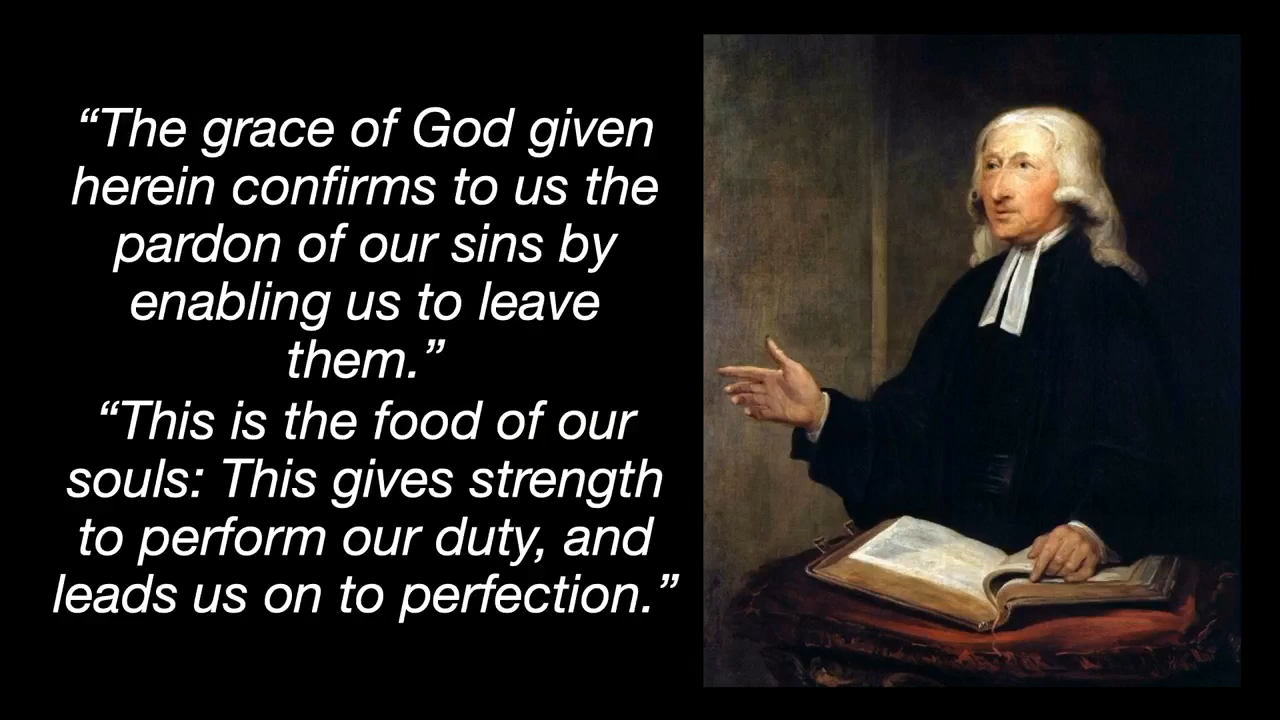 “The grace of God given
herein confirms to us the
pardon of our sins by
enabling us to leave
them.”
“This is the food of our
souls: This gives strength
to perform our duty, and
leads us on to perfection.”